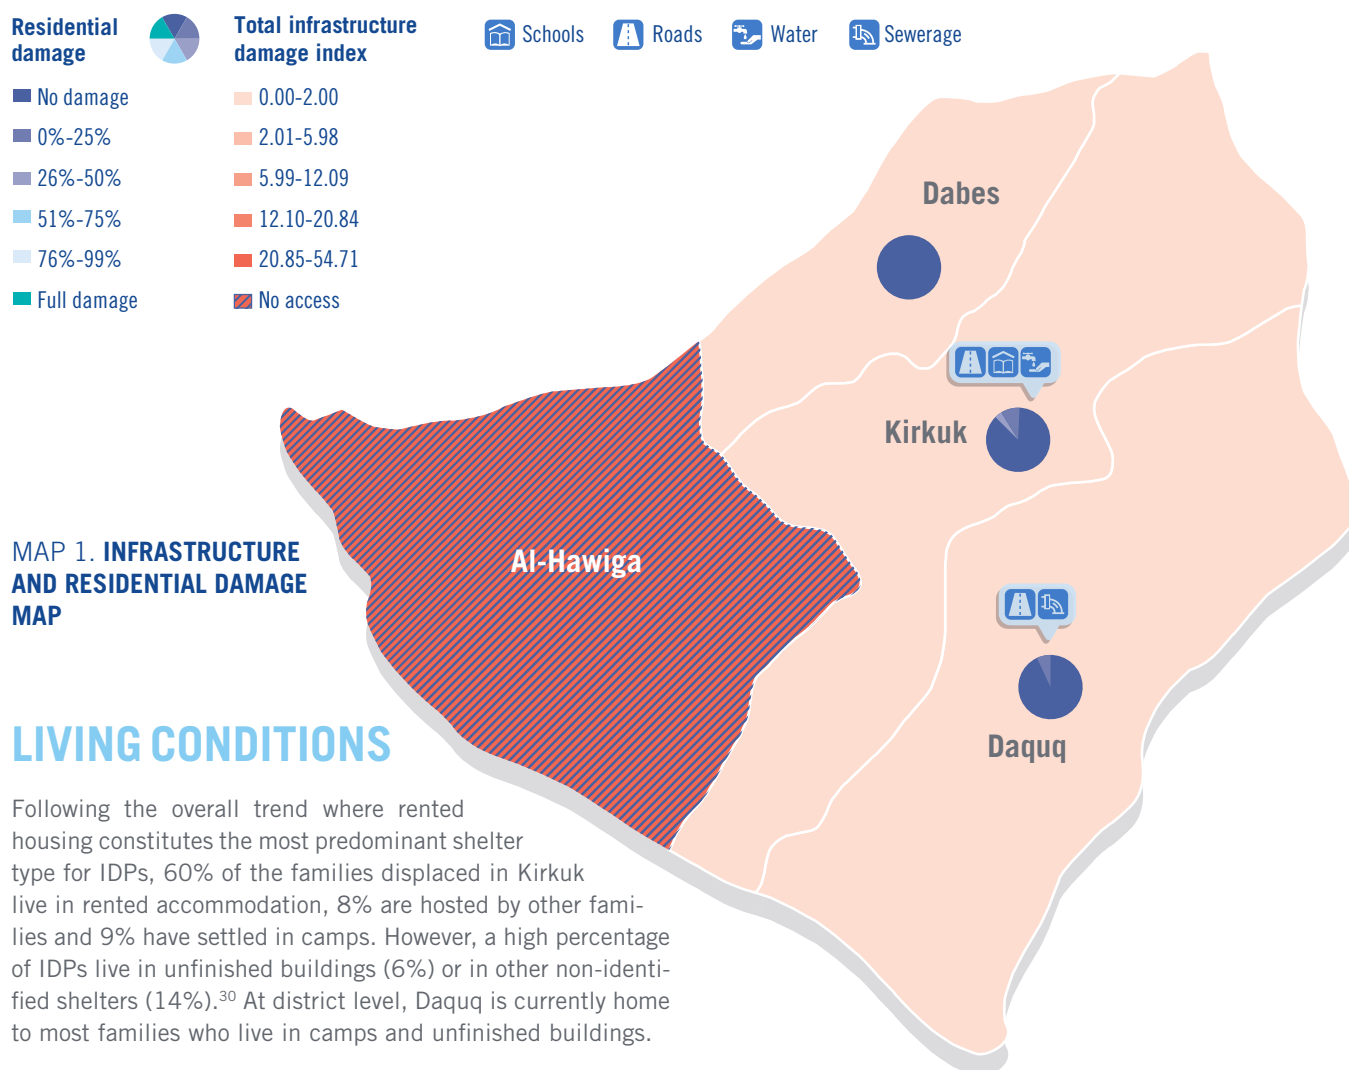 Residential
damage
No damage
0%-25%
26%-50%
51%-75%
76%-99%
Full damage
Total infrastructure
damage index
0.00-2.00
2.01-5.98
5.99-12.09
12.10-20.84
20.85-54.71
No access
Schools
Roads
Water
Sewerage
Dabes
Kirkuk
Al-Hawiga
Daquq
MAP 1. INFRASTRUCTURE
AND RESIDENTIAL DAMAGE
MAP
LIVING CONDITIONS
Following the overall trend where rented
housing constitutes the most predominant shelter
type for IDPs, 60% of the families displaced in Kirkuk
live in rented accommodation, 8% are hosted by other fami-
lies and 9% have settled in camps. However, a high percentage
of IDPs live in unfinished buildings (6%) or in other non-identi-
fied shelters (14%).30 At district level, Daquq is currently home
to most families who live in camps and unfinished buildings.